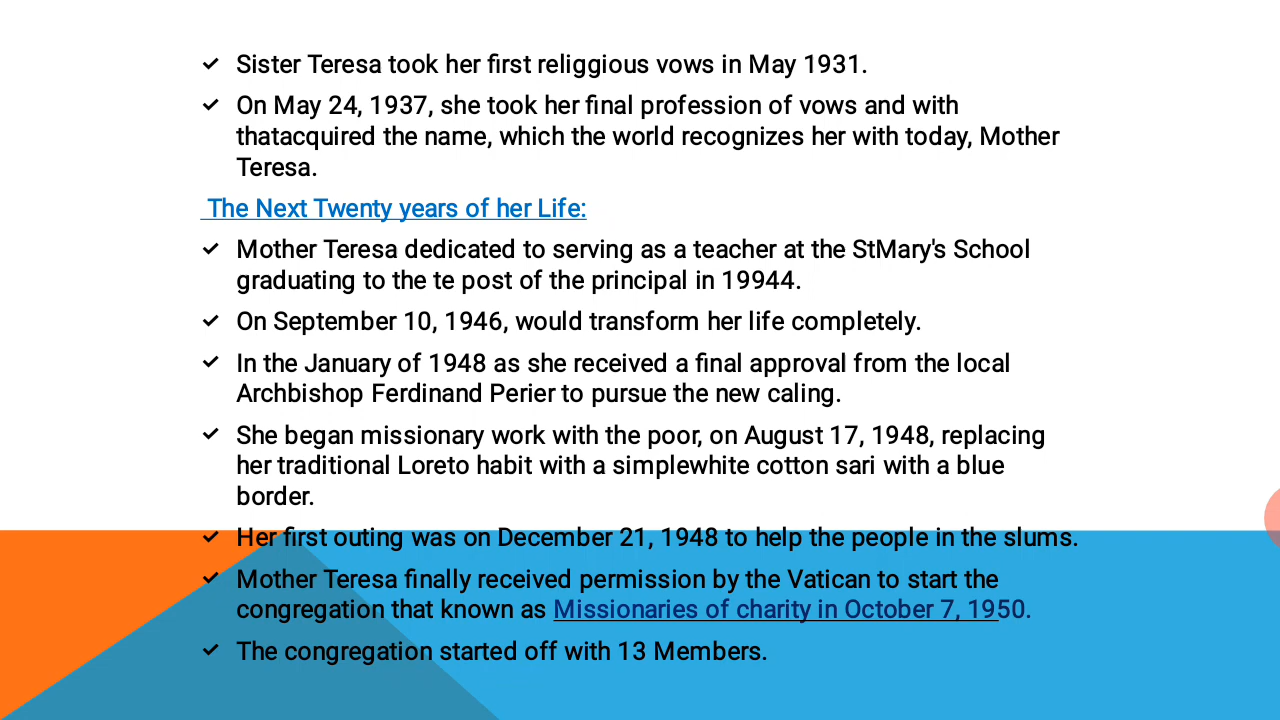 Sister Teresa took her first religgious vows in May 1931.
On May 24, 1937, she took her final profession of vows and with
thatacquired the name, which the world recognizes her with today, Mother
Teresa.
The Next Twenty years of her Life:
Mother Teresa dedicated to serving as a teacher at the StMary's School
graduating to the te post of the principal in 19944.
On September 10, 1946, would transform her life completely.
In the January of 1948 as she received a final approval from the local
Archbishop Ferdinand Perier to pursue the new caling.
She began missionary work with the poor, on August 17, 1948, replacing
her traditional Loreto habit with a simplewhite cotton sari with a blue
border.
Her first outing was on December 21, 1948 to help the people in the slums.
Mother Teresa finally received permission by the Vatican to start the
congregation that known as Missionaries of charity in October 7, 1950.
The congregation started off with 13 Members.